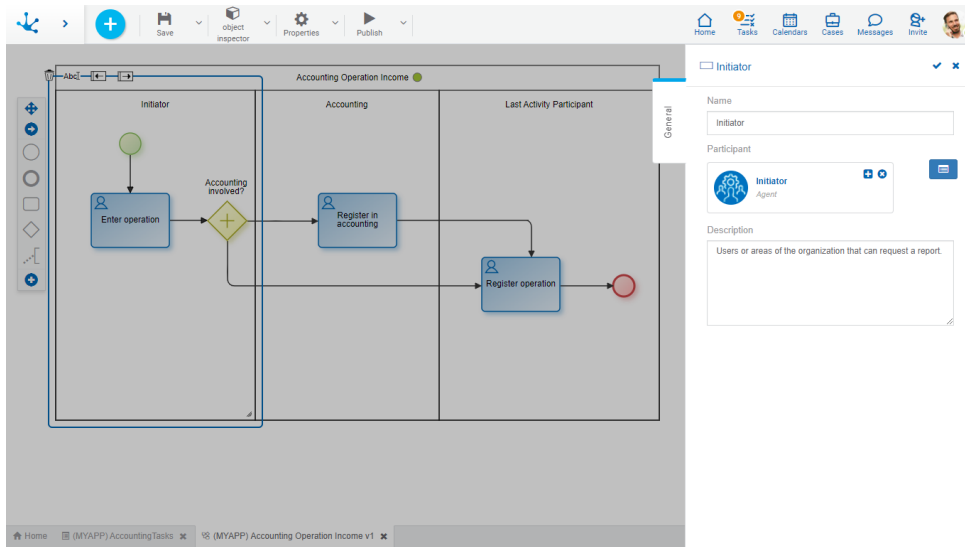 Save
object
inspector
Properties
Publish
Home
9
Tasks
Calendars
Cases
Messages
Invite
Abc
Accounting Operation Income
Initiator
Accounting
Last Activity Participant
Accounting
involved?
Enter operation
Register in
accounting
Register operation
General
Initiator
Name
Initiator
Participant
Initiator
Agent
Description
Users or areas of the organization that can request a report.
Home
(MYAPP) AccountingTasks
(MYAPP) Accounting Operation Income v1